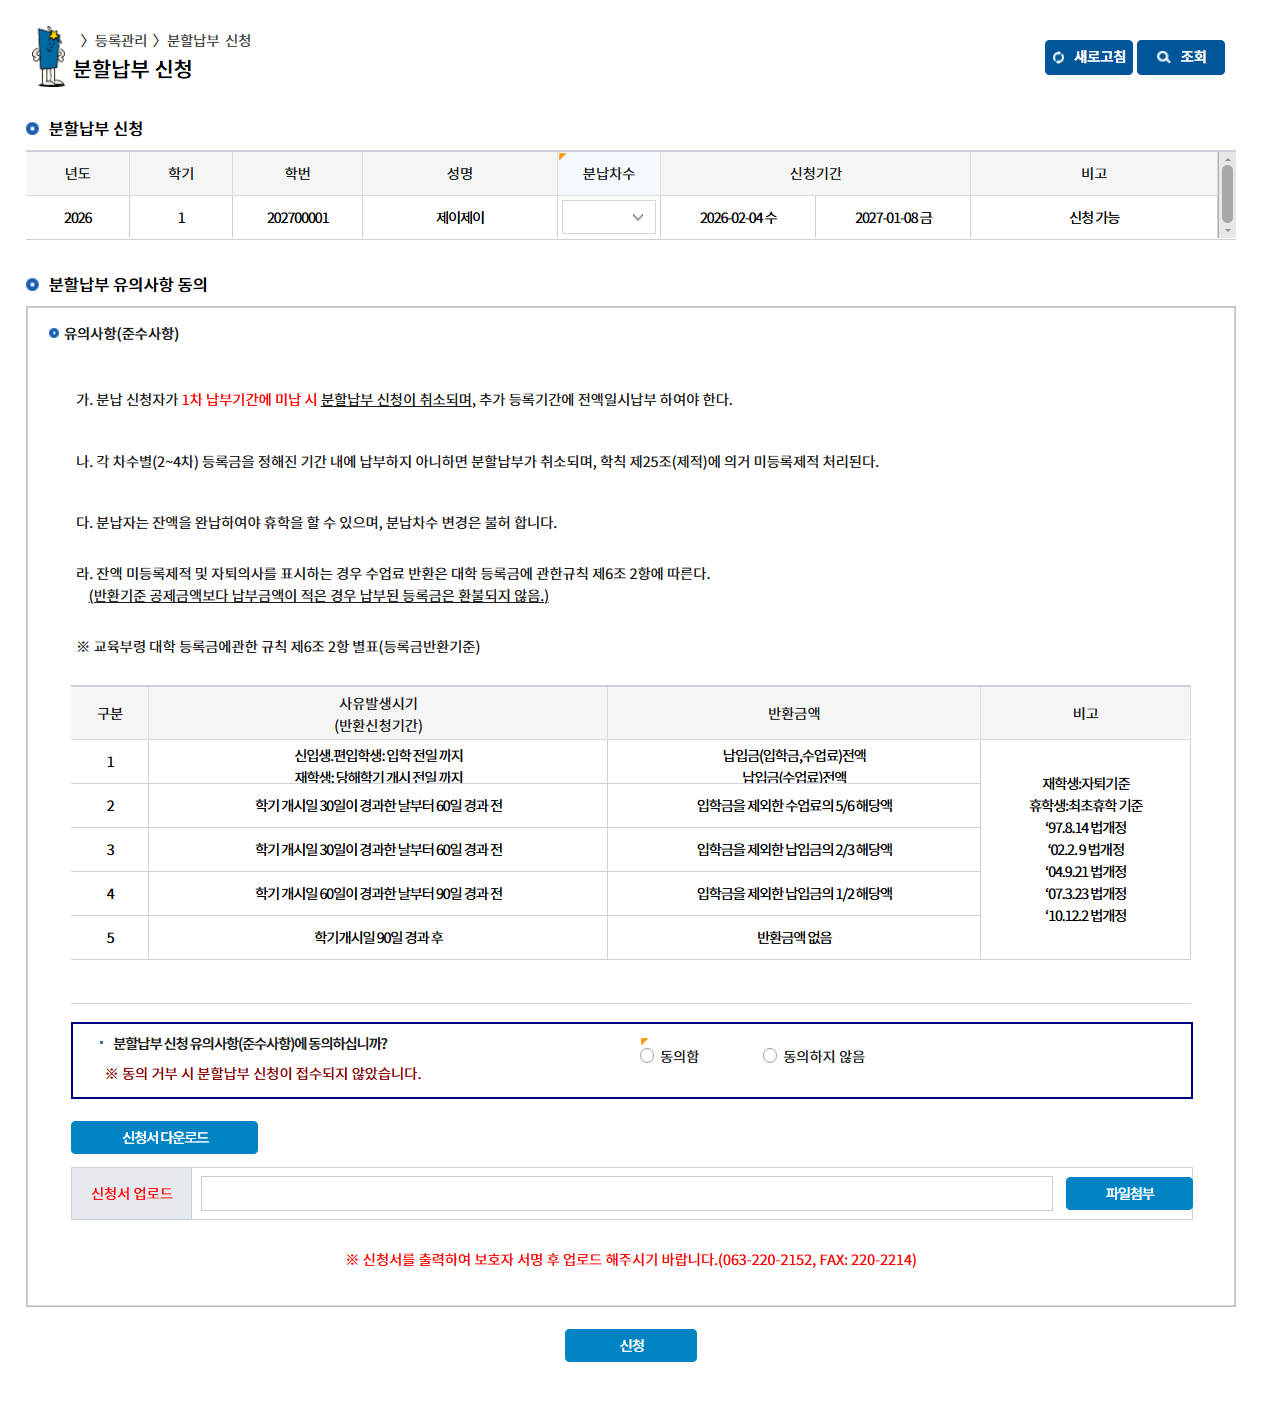 〉 등록관리 〉 분할납부 신청
분할납부 신청
새로고침
조회
분할납부 신청
년도 학기 학번 성명 분납차수 신청기간 비고
2026 1 202700001 제이제이 2026-02-04 수 2027-01-08 금 신청 가능
분할납부 유의사항 동의
유의사항(준수사항)
가. 분납 신청자가 1차 납부기간에 미납 시 분할납부 신청이 취소되며, 추가 등록기간에 전액일시납부 하여야 한다.
나. 각 차수별(2~4차) 등록금을 정해진 기간 내에 납부하지 아니하면 분할납부가 취소되며, 학칙 제25조(제적)에 의거 미등록제적 처리된다.
다. 분납자는 잔액을 완납하여야 휴학을 할 수 있으며, 분납차수 변경은 불허 합니다.
라. 잔액 미등록제적 및 자퇴의사를 표시하는 경우 수업료 반환은 대학 등록금에 관한규칙 제6조 2항에 따른다.
(반환기준 공제금액보다 납부금액이 적은 경우 납부된 등록금은 환불되지 않음.)
※ 교육부령 대학 등록금에관한 규칙 제6조 2항 별표(등록금반환기준)
구분
사유발생시기
(반환신청기간)
반환금액
비고
1
신입생.편입학생: 입학 전일 까지
재학생: 당해학기 개시 전일 까지
납입금(입학금,수업료)전액
납입금(수업료)전액
2 학기 개시일 30일이 경과한 날부터 60일 경과 전 입학금을 제외한 수업료의 5/6 해당액
3 학기 개시일 30일이 경과한 날부터 60일 경과 전 입학금을 제외한 납입금의 2/3 해당액
4 학기 개시일 60일이 경과한 날부터 90일 경과 전 입학금을 제외한 납입금의 1/2 해당액
5 학기개시일 90일 경과 후 반환금액 없음
재학생:자퇴기준
휴학생:최초휴학 기준
‘97.8.14 법개정
‘02.2. 9 법개정
‘04.9.21 법개정
‘07.3.23 법개정
‘10.12.2 법개정
분할납부 신청 유의사항(준수사항)에 동의하십니까?
동의함 동의하지 않음
※ 동의 거부 시 분할납부 신청이 접수되지 않았습니다.
신청서 다운로드
신청서 업로드
파일첨부
※ 신청서를 출력하여 보호자 서명 후 업로드 해주시기 바랍니다.(063-220-2152, FAX: 220-2214)
신청